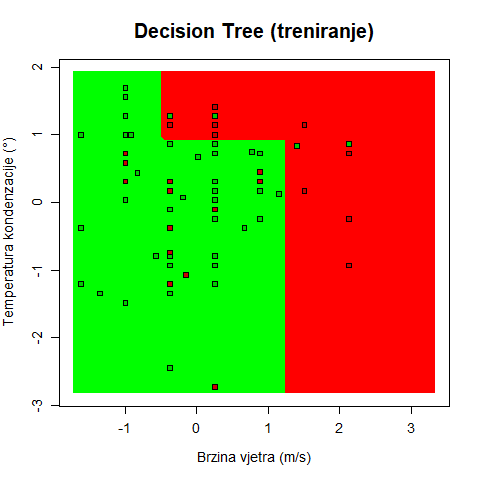 Decision Tree (treniranje)
Temperatura kondenzacije (°)
2
1
0
-1
-2
-3
-1 0 1 2 3
Brzina vjetra (m/s)